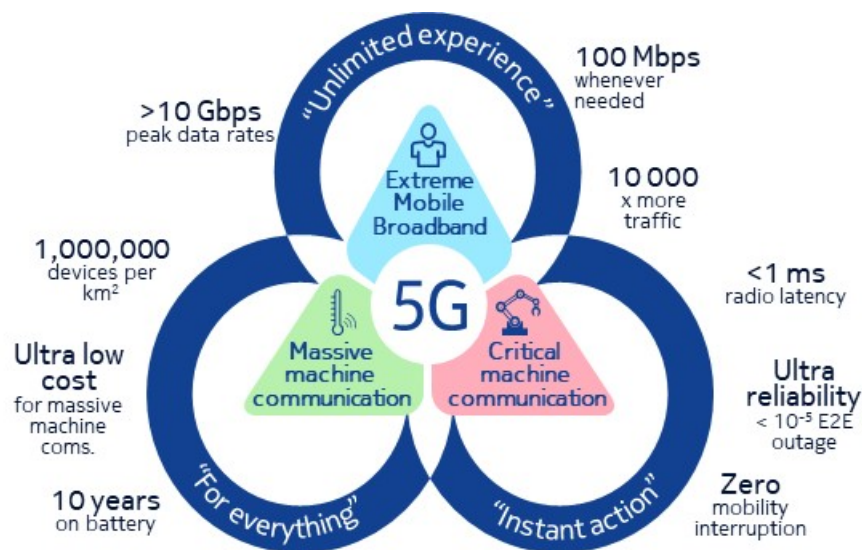 "Unlimited experience"
>10 Gbps
peak data rates
100 Mbps
whenever
needed
10 000
x more
traffic
Extreme
Mobile
Broadband
5G
1,000,000
devices per
km²
Ultra low
cost
for massive
machine
coms.
10 years
on battery
Massive
machine
communication
"For everything"
Critical
machine
communication
<1 ms
radio latency
Ultra
reliability
< 10⁻⁵ E2E
outage
Zero
mobility
interruption
"Instant action"